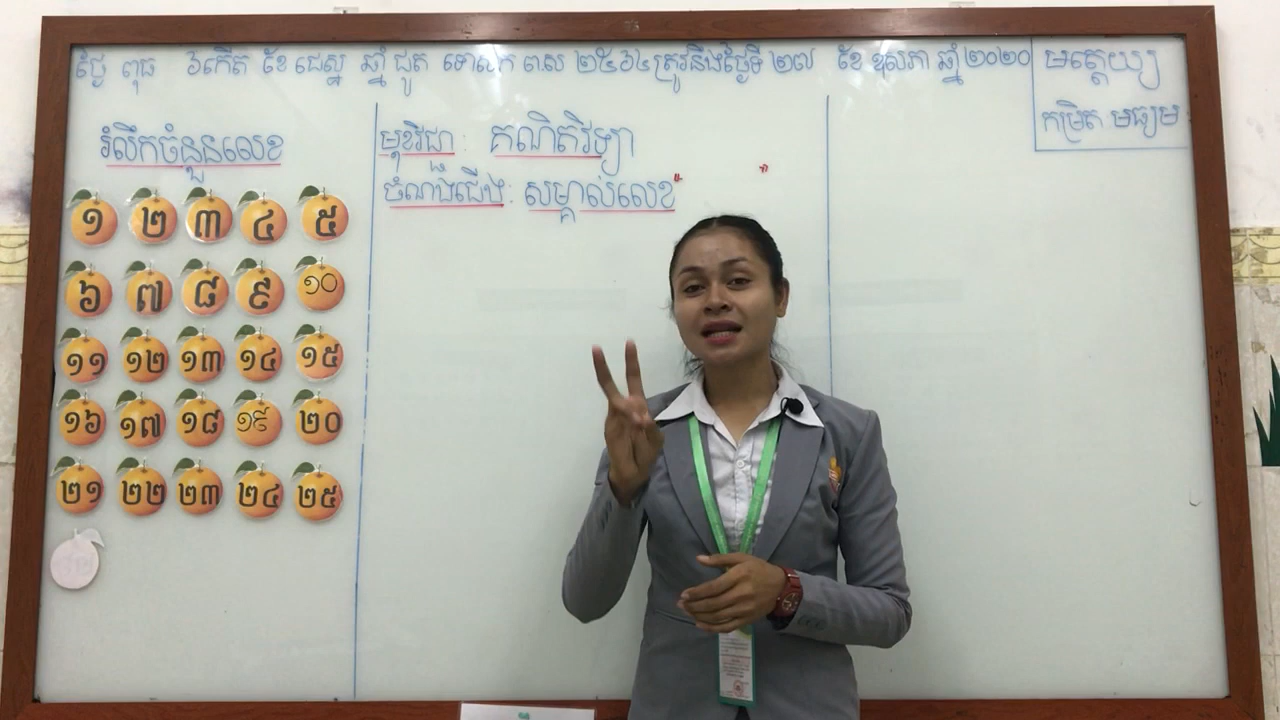 ថ្ងៃ ពុធ ៦កើត ខែ ជេស្ឋ ឆ្នាំ ជូត ទោស័ក ព.ស ២៥៦៤ ត្រូវនឹងថ្ងៃទី ២៧ ខែ ឧសភា ឆ្នាំ ២០២០
មត្តេយ្យ
កម្រិត មធ្យម
រំលឹកចំនួនលេខ
មុខវិជ្ជា : គណិតវិទ្យា
ចំណងជើង : សម្គាល់លេខ " "
១ ២ ៣ ៤ ៥
៦ ៧ ៨ ៩ ១០
១១ ១២ ១៣ ១៤ ១៥
១៦ ១៧ ១៨ ១៩ ២០
២១ ២២ ២៣ ២៤ ២៥